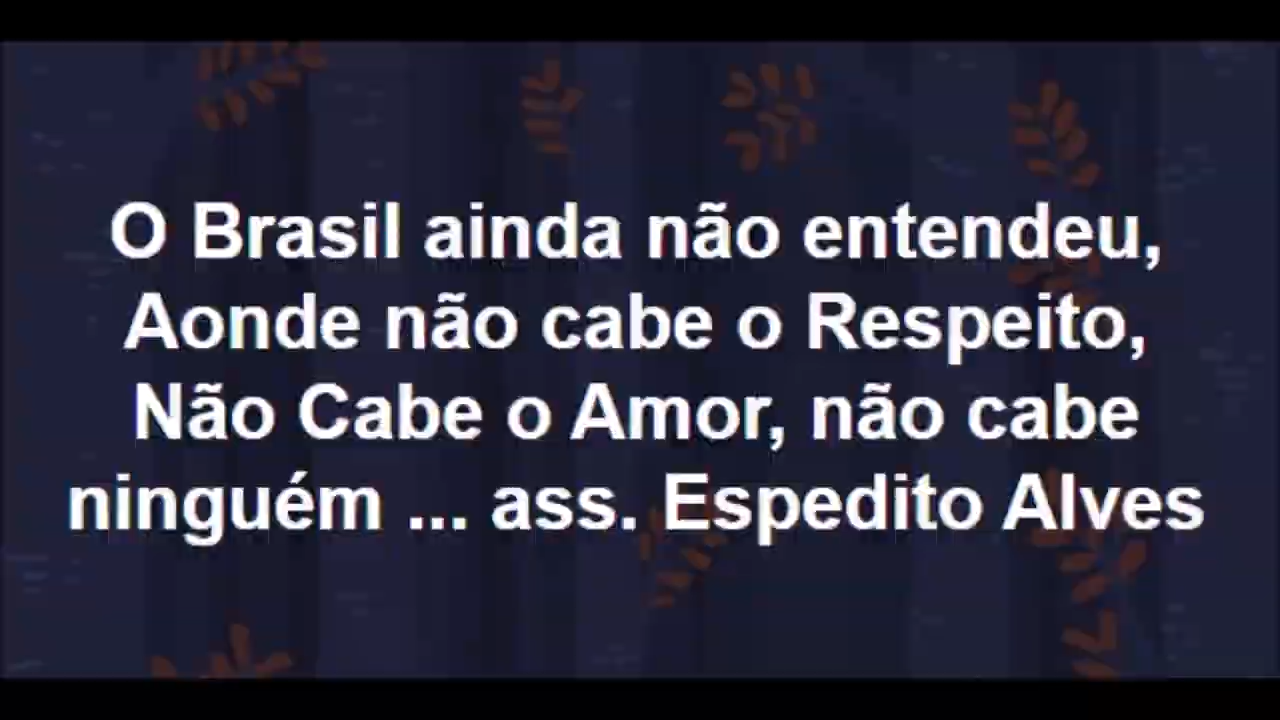 O Brasil ainda não entendeu,
Aonde não cabe o Respeito,
Não Cabe o Amor, não cabe
ninguém ... ass. Espedito Alves